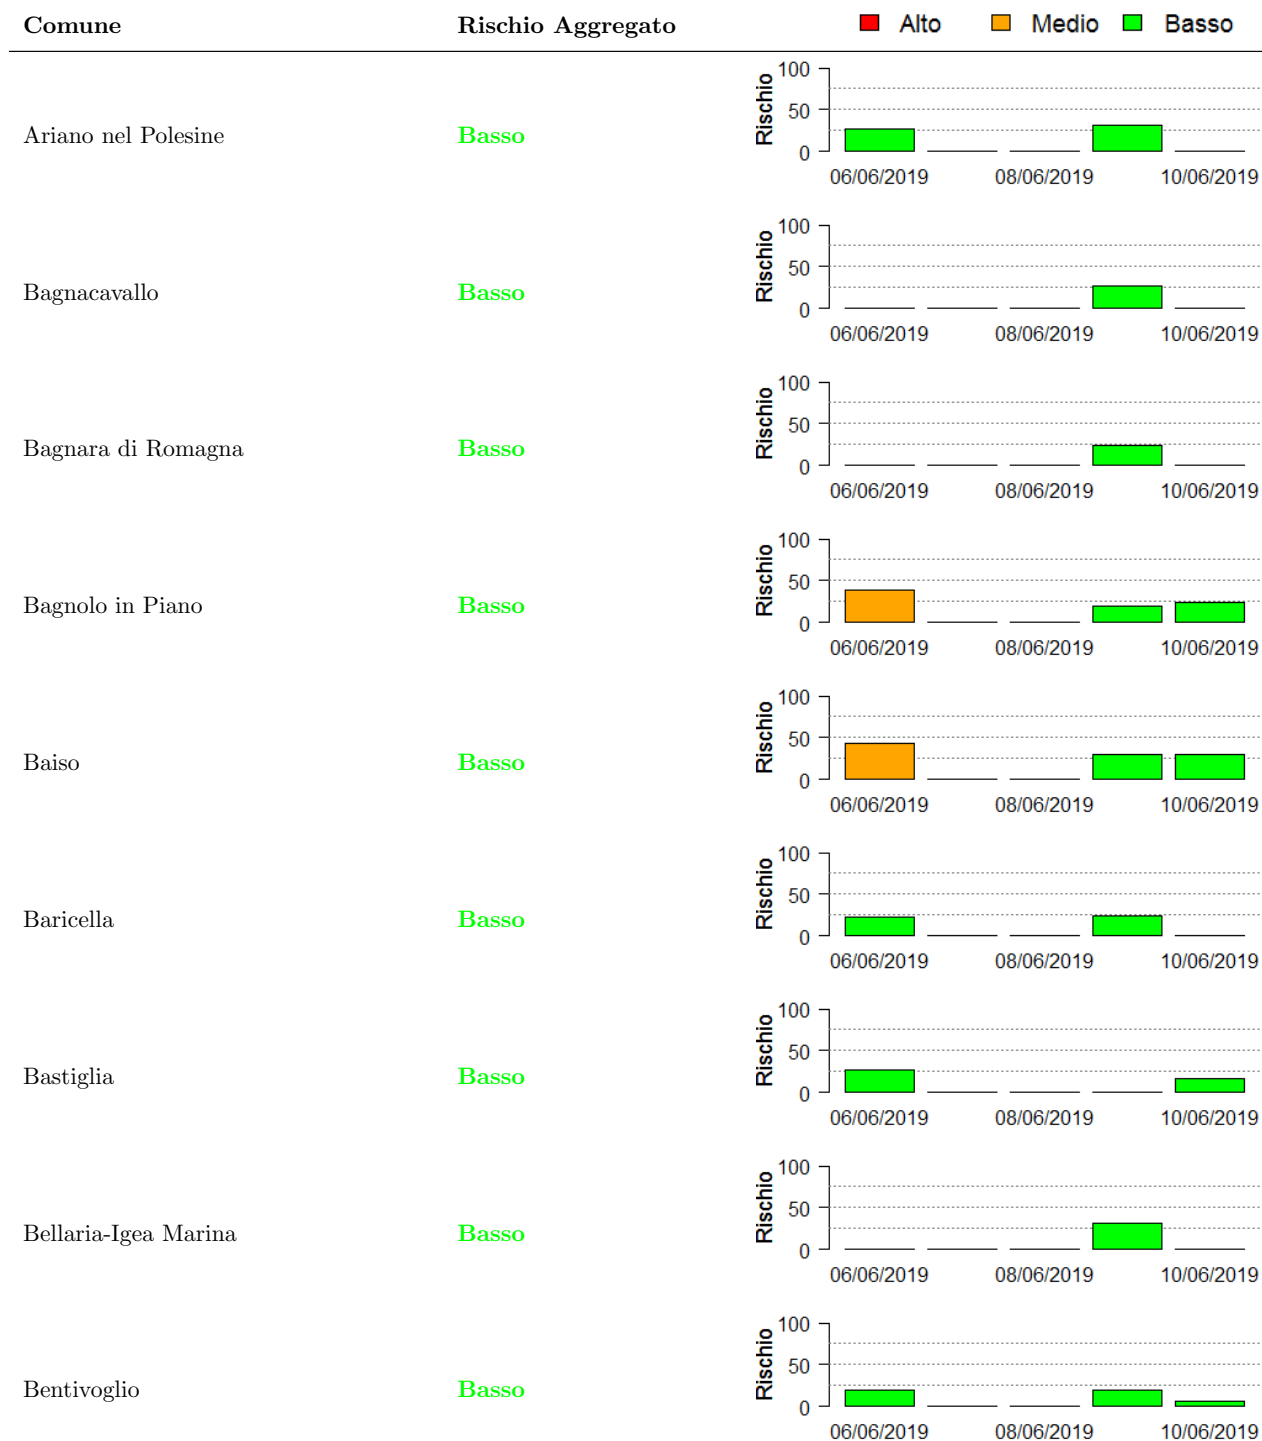 Comune Rischio Aggregato Alto Medio Basso
Ariano nel Polesine Basso Rischio 100 50 0
06/06/2019 08/06/2019 10/06/2019
Bagnacavallo Basso Rischio 100 50 0
06/06/2019 08/06/2019 10/06/2019
Bagnara di Romagna Basso Rischio 100 50 0
06/06/2019 08/06/2019 10/06/2019
Bagnolo in Piano Basso Rischio 100 50 0
06/06/2019 08/06/2019 10/06/2019
Baiso Basso Rischio 100 50 0
06/06/2019 08/06/2019 10/06/2019
Baricella Basso Rischio 100 50 0
06/06/2019 08/06/2019 10/06/2019
Bastiglia Basso Rischio 100 50 0
06/06/2019 08/06/2019 10/06/2019
Bellaria-Igea Marina Basso Rischio 100 50 0
06/06/2019 08/06/2019 10/06/2019
Bentivoglio Basso Rischio 100 50 0
06/06/2019 08/06/2019 10/06/2019